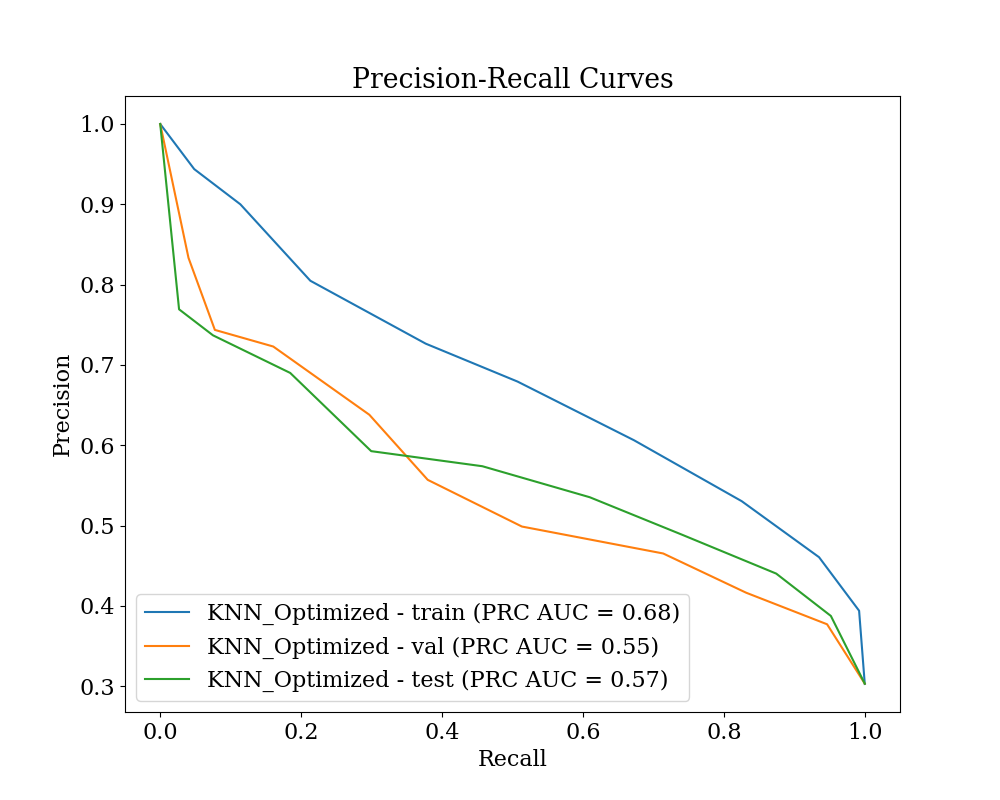 Precision-Recall Curves
1.0
0.9
0.8
0.7
0.6
0.5
0.4
0.3
Precision
KNN_Optimized - train (PRC AUC = 0.68)
KNN_Optimized - val (PRC AUC = 0.55)
KNN_Optimized - test (PRC AUC = 0.57)
0.0 0.2 0.4 0.6 0.8 1.0
Recall